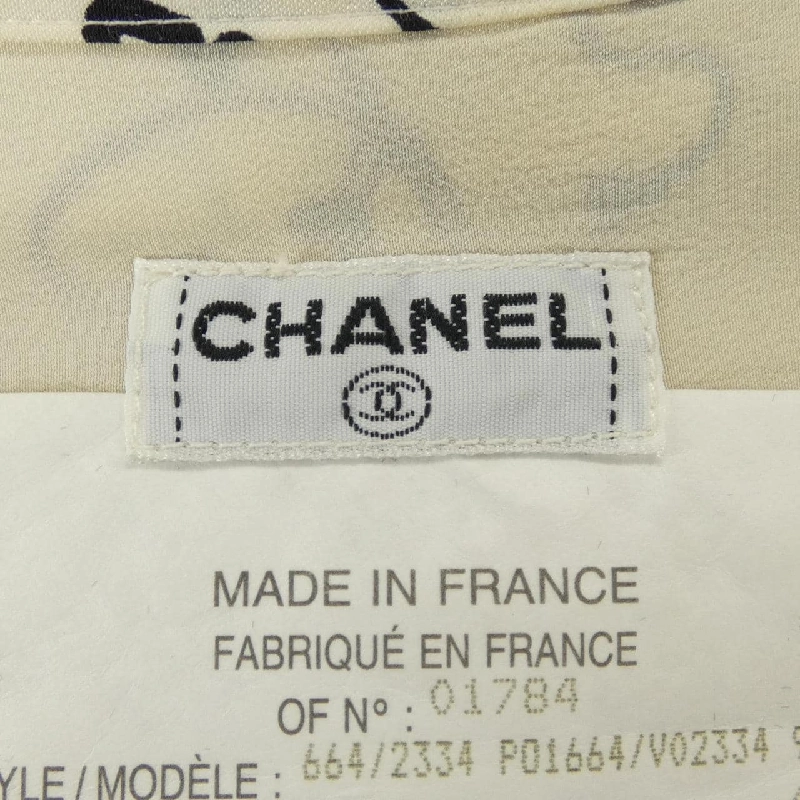 CHANEL
MADE IN FRANCE
FABRIQUÉ EN FRANCE
OF N° : 01784
YLE / MODÈLE : 664/2334 P01664/V02334